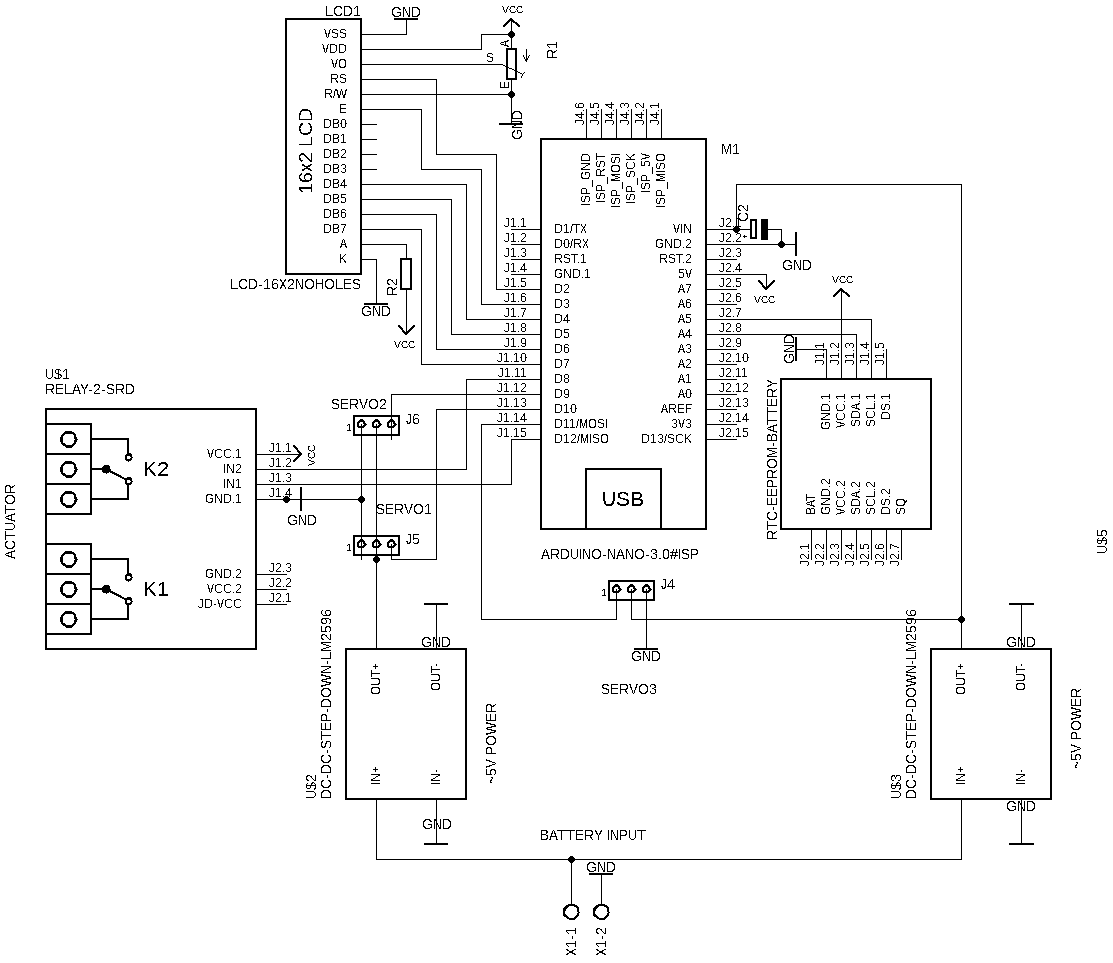 LCD1
GND
VCC
VSS
VDD
VO
RS
R/W
E
DB0
DB1
DB2
DB3
DB4
DB5
DB6
DB7
A
K
16x2 LCD
LCD-16X2NOHOLES
A
S
E
R1
GND
R2
GND
VCC
J4.6
J4.5
J4.4
J4.3
J4.2
J4.1
M1
ISP_GND
ISP_RST
ISP_MOSI
ISP_SCK
ISP_5V
ISP_MISO
J1.1
J1.2
J1.3
J1.4
J1.5
J1.6
J1.7
J1.8
J1.9
J1.10
J1.11
J1.12
J1.13
J1.14
J1.15
D1/TX
D0/RX
RST.1
GND.1
D2
D3
D4
D5
D6
D7
D8
D9
D10
D11/MOSI
D12/MISO
VIN
GND.2
RST.2
5V
A7
A6
A5
A4
A3
A2
A1
A0
AREF
3V3
D13/SCK
J2.2
J2.3
J2.4
J2.5
J2.6
J2.7
J2.8
J2.9
J2.10
J2.11
J2.12
J2.13
J2.14
J2.15
C2
+
GND
VCC
USB
ARDUINO-NANO-3.0#ISP
VCC
GND
J1.1
J1.2
J1.3
J1.4
J1.5
GND.1
VCC.1
SDA.1
SCL.1
DS.1
RTC-EEPROM-BATTERY
BAT
GND.2
VCC.2
SDA.2
SCL.2
DS.2
SQ
J2.1
J2.2
J2.3
J2.4
J2.5
J2.6
J2.7
U$5
U$1
RELAY-2-SRD
ACTUATOR
K2
K1
VCC.1
IN2
IN1
GND.1
GND.2
VCC.2
JD-VCC
J1.1
J1.2
J1.3
J1.4
J2.3
J2.2
J2.1
VCC
GND
SERVO2
1
J6
SERVO1
1
J5
1
J4
GND
SERVO3
GND
OUT+
OUT-
IN+
IN-
U$2
DC-DC-STEP-DOWN-LM2596
~5V POWER
GND
GND
OUT+
OUT-
IN+
IN-
U$3
DC-DC-STEP-DOWN-LM2596
~5V POWER
GND
BATTERY INPUT
GND
X1-1
X1-2